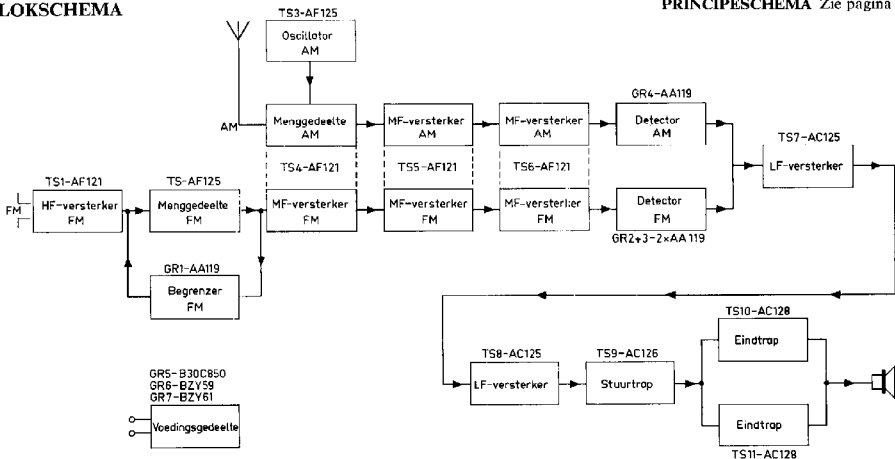 LOKSCHEMA
PRINCIPESCHEMA Zie pagina
TS3-AF125
Oscillator
AM
AM
Menggedeelte
AM
MF-versterker
AM
MF-versterker
AM
GR4-AA119
Detector
AM
TS7-AC125
LF-versterker
TS4-AF121
TS5-AF121
TS6-AF121
FM
TS1-AF121
HF-versterker
FM
TS-AF125
Menggedeelte
FM
MF-versterker
FM
MF-versterker
FM
MF-versterker
FM
Detector
FM
GR2+3-2×AA119
GR1-AA119
Begrenzer
FM
TS8-AC125
LF-versterker
TS9-AC126
Stuurtrap
TS10-AC128
Eindtrap
Eindtrap
TS11-AC128
GR5-B30C850
GR6-BZY59
GR7-BZY61
Voedingsgedeelte